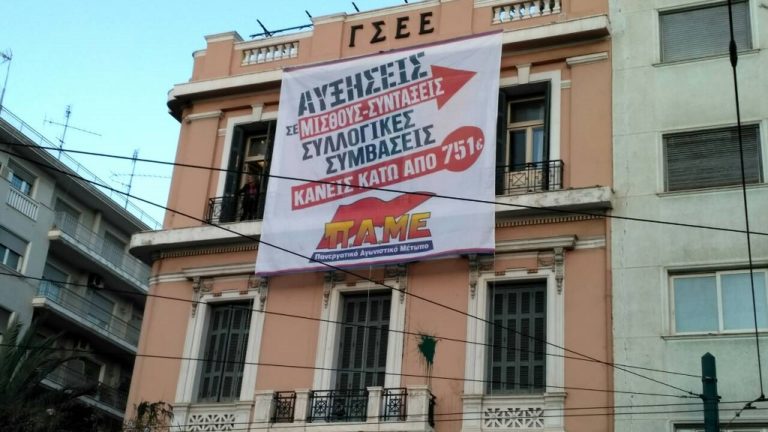 ΓΣΕΕ
ΑΥΞΗΣΕΙΣ
ΣΕ ΜΙΣΘΟΥΣ-ΣΥΝΤΑΞΕΙΣ
ΣΥΛΛΟΓΙΚΕΣ
ΣΥΜΒΑΣΕΙΣ
ΚΑΝΕΙΣ ΚΑΤΩ ΑΠΟ 751€
ΠΑΜΕ
Πανεργατικό Αγωνιστικό Μέτωπο